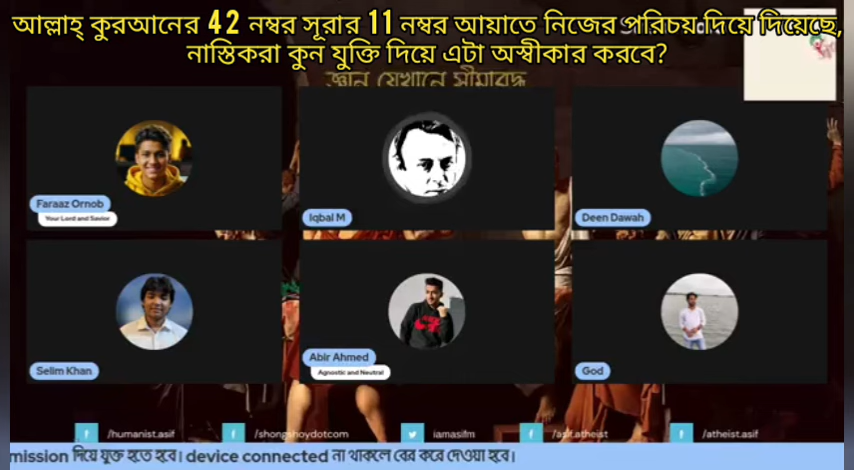 আল্লাহ্ কুরআনের 42 নম্বর সূরার 11 নম্বর আয়াতে নিজের পরিচয় দিয়ে দিয়েছে,
নাস্তিকরা কুন যুক্তি দিয়ে এটা অস্বীকার করবে?
জ্ঞান যেখানে সীমাবদ্ধ
Faraaz Ornob
Your Lord and Savior
Iqbal M
Deen Dawah
Selim Khan
Abir Ahmed
Agnostic and Neutral
God
/humanist.asif
/shongshoydotcom
iamasifm
/asif.atheist
/atheist.asif
mission দিয়ে যুক্ত হতে হবে। device connected না থাকলে বের করে দেওয়া হবে।